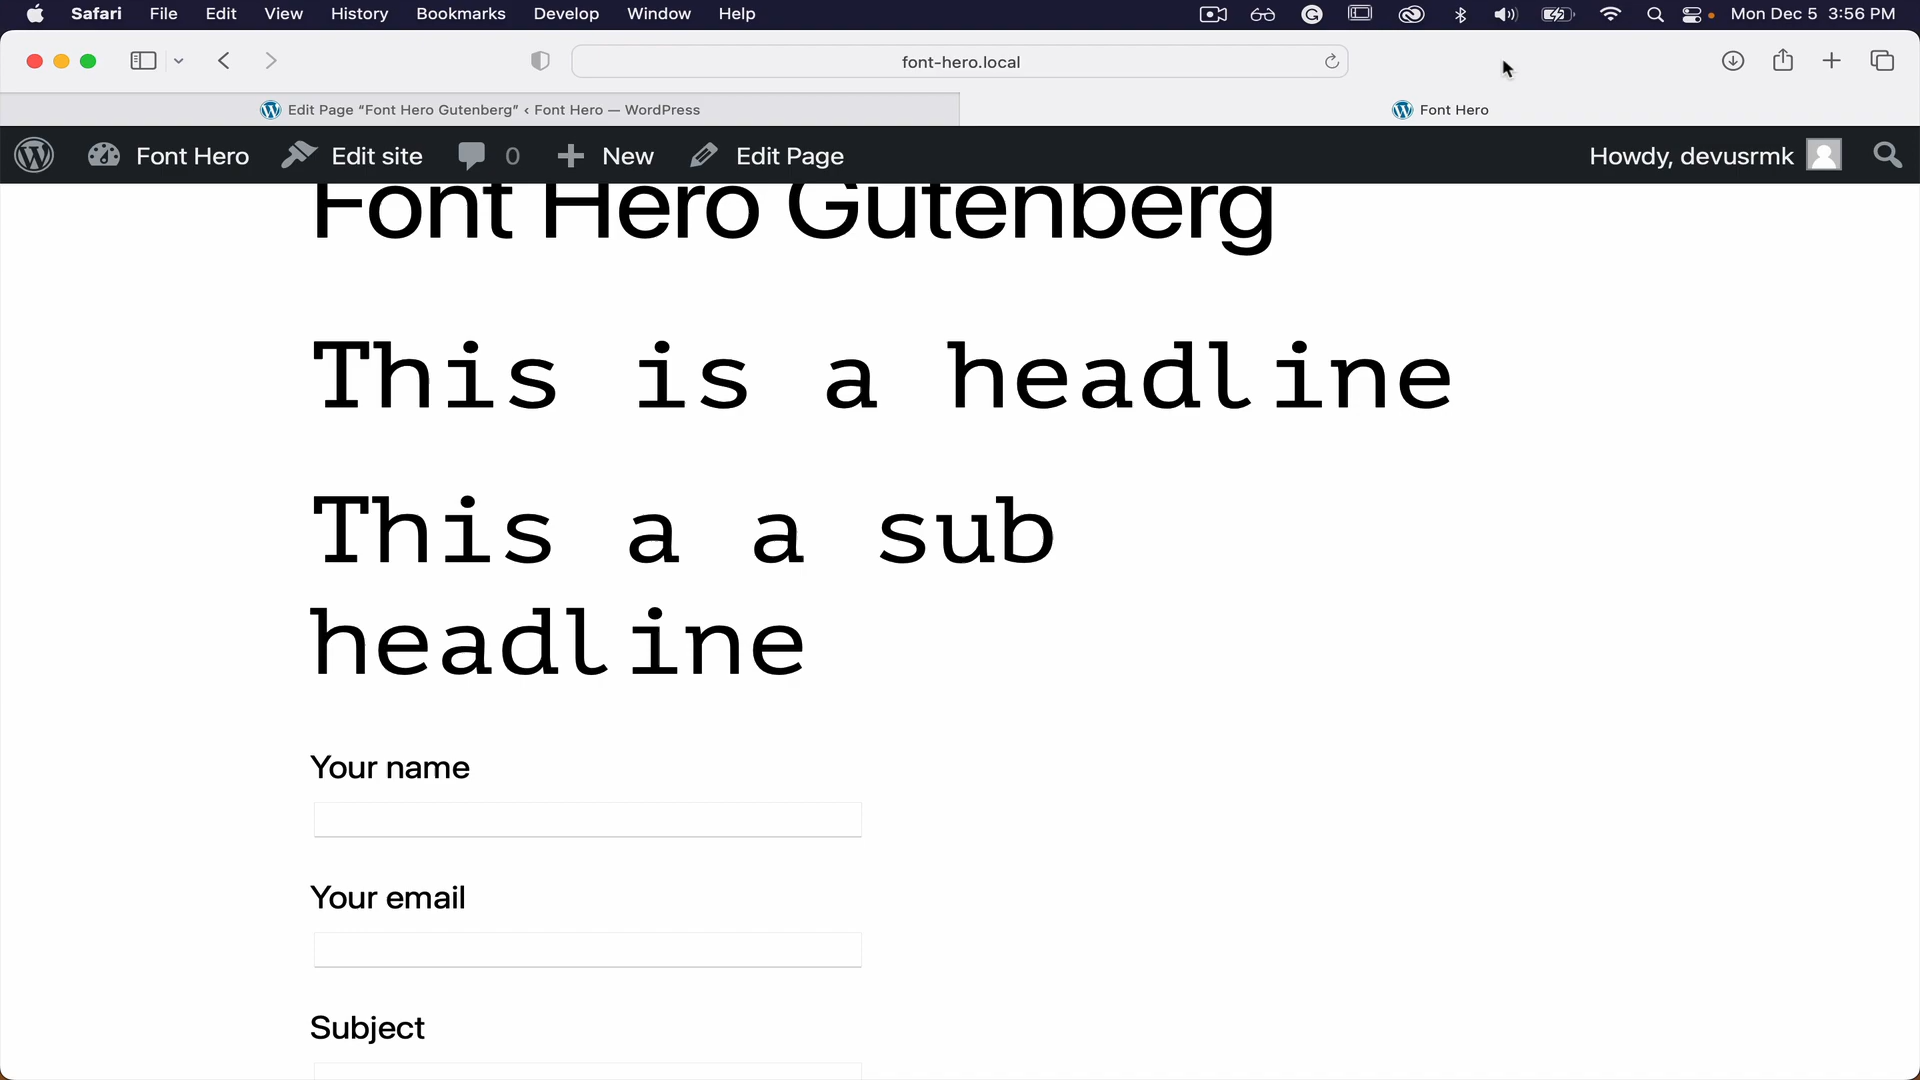 Safari File Edit View History Bookmarks Develop Window Help Mon Dec 5 3:56 PM
font-hero.local
Edit Page “Font Hero Gutenberg” ‹ Font Hero — WordPress Font Hero
Font Hero Edit site 0 New Edit Page Howdy, devusrmk
Font Hero Gutenberg
This is a headline
This a a sub
headline
Your name
Your email
Subject